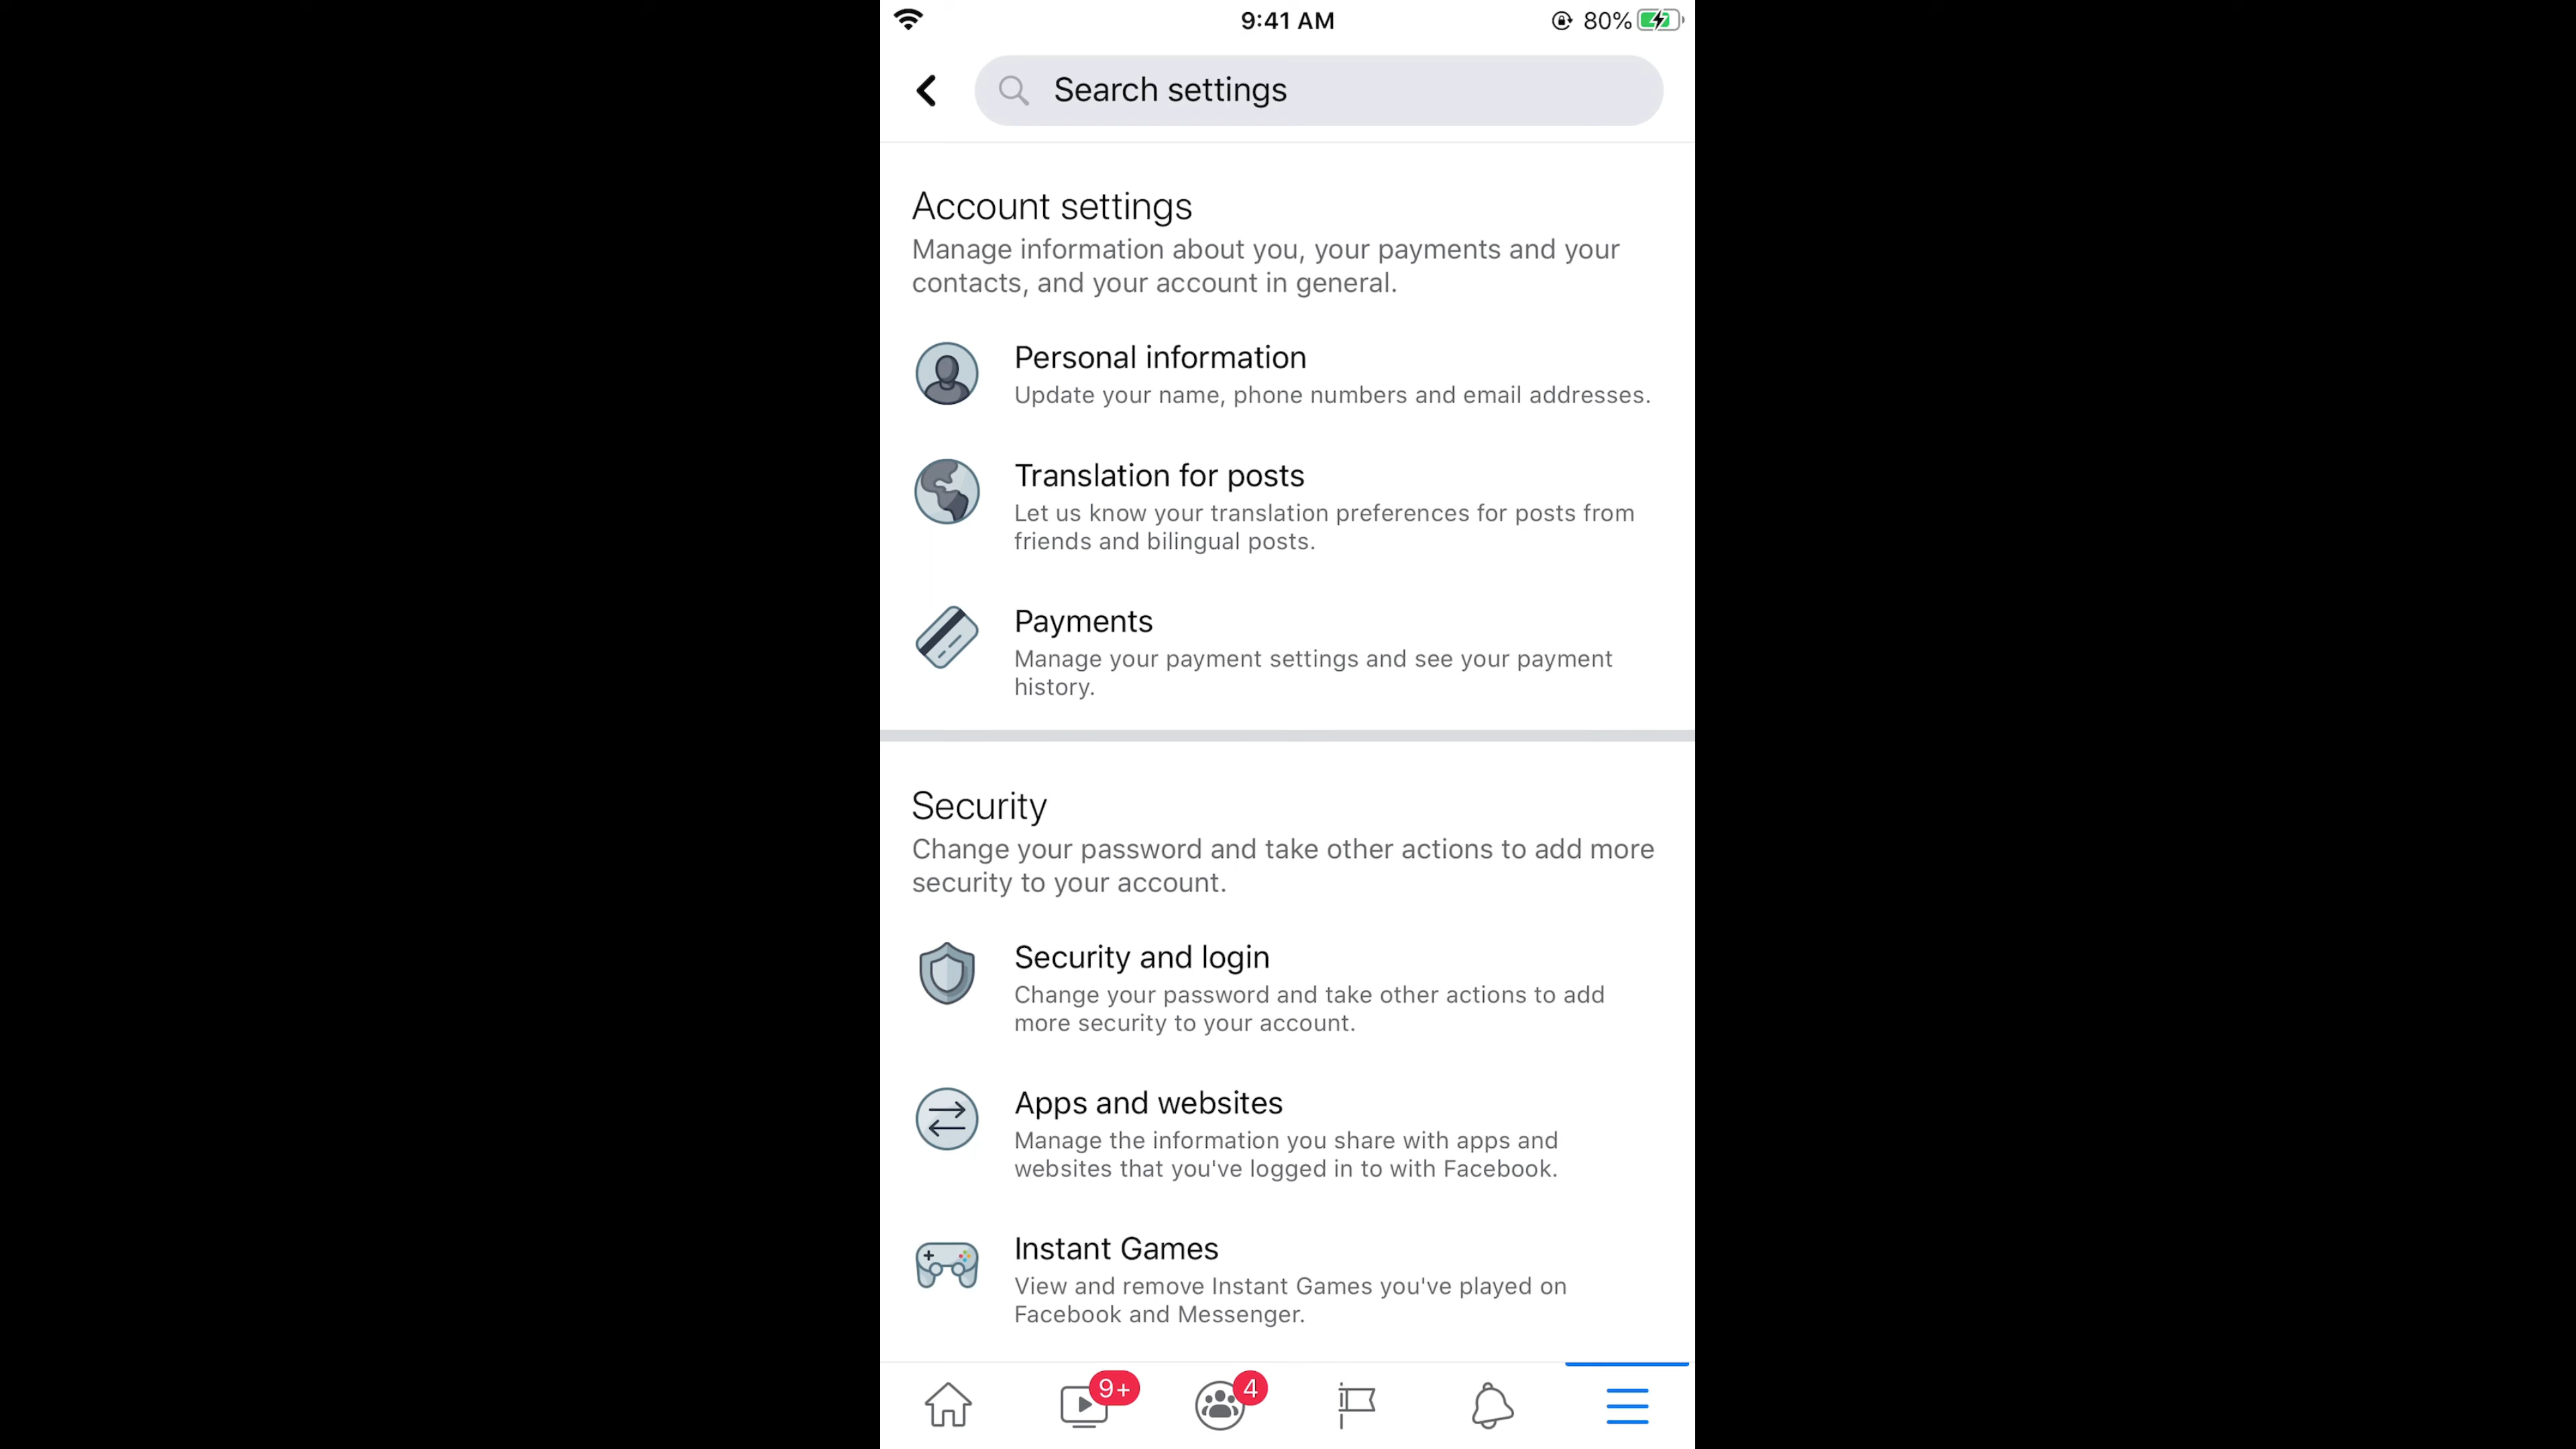 9:41 AM
80%
Search settings
Account settings
Manage information about you, your payments and your
contacts, and your account in general.
Personal information
Update your name, phone numbers and email addresses.
Translation for posts
Let us know your translation preferences for posts from
friends and bilingual posts.
Payments
Manage your payment settings and see your payment
history.
Security
Change your password and take other actions to add more
security to your account.
Security and login
Change your password and take other actions to add
more security to your account.
Apps and websites
Manage the information you share with apps and
websites that you've logged in to with Facebook.
Instant Games
View and remove Instant Games you've played on
Facebook and Messenger.
9+
4